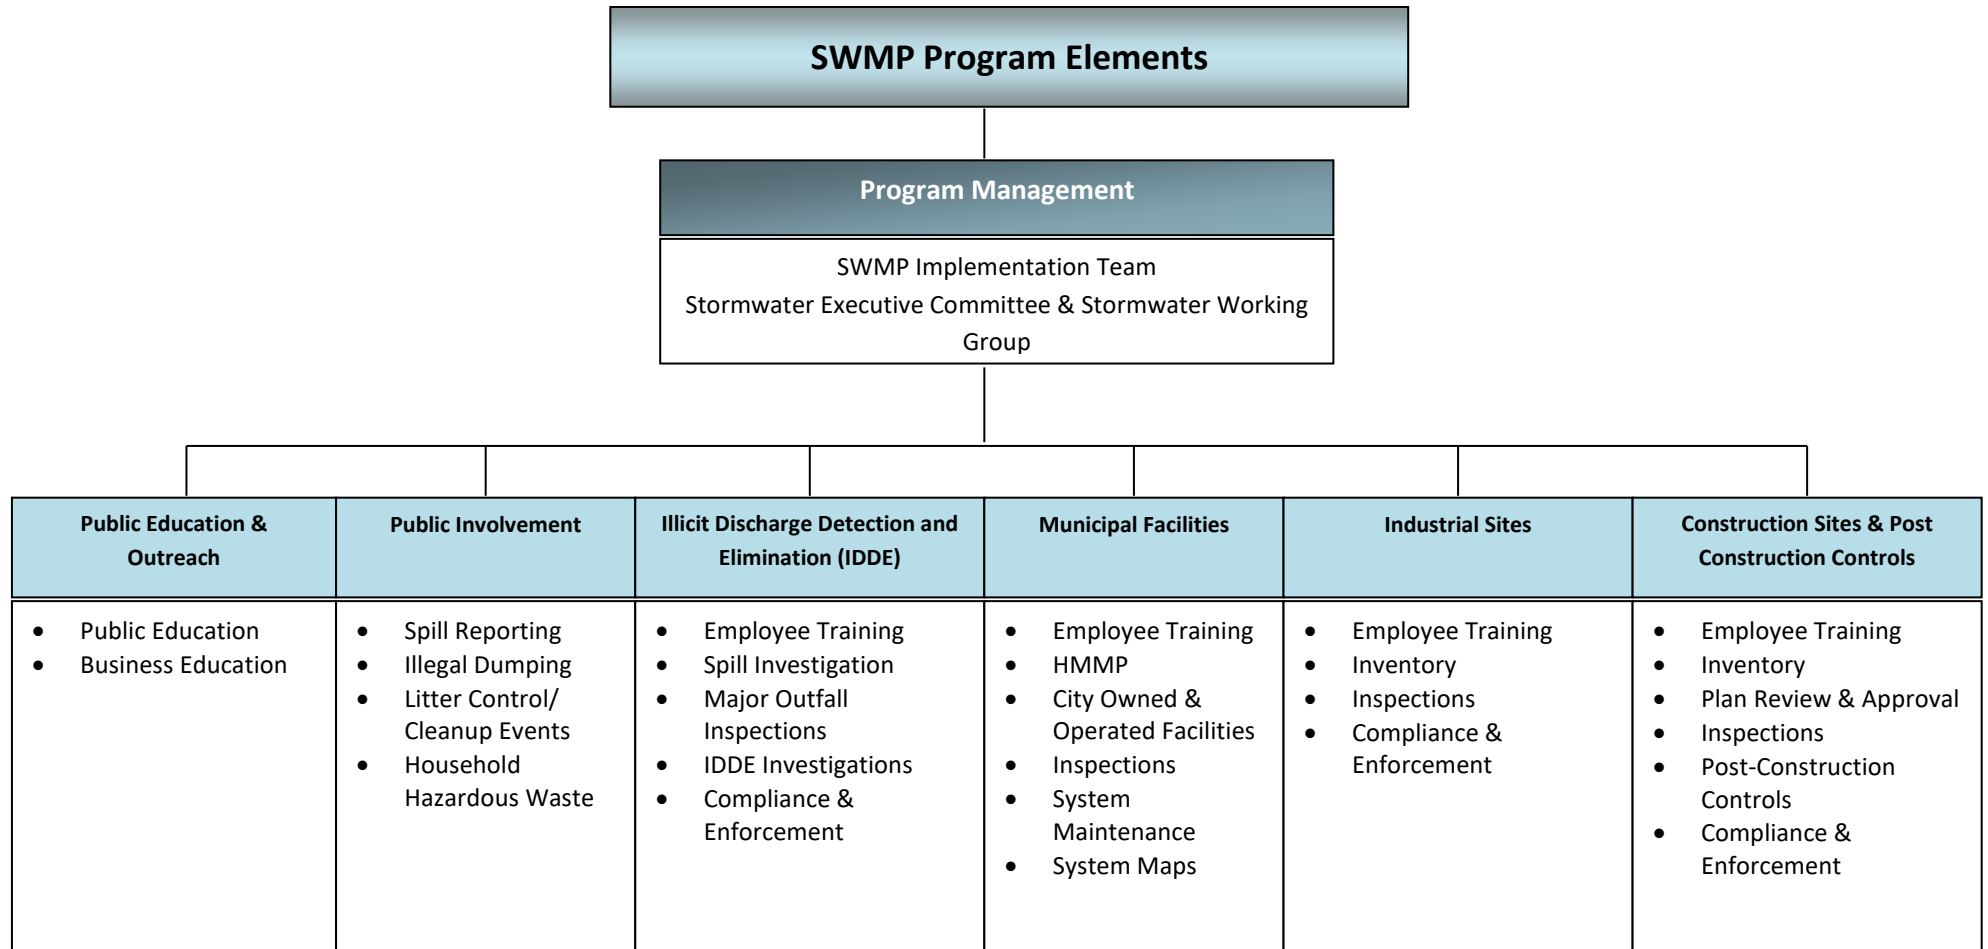 SWMP Program Elements
Program Management
SWMP Implementation Team
Stormwater Executive Committee & Stormwater Working
Group
Public Education &
Outreach
• Public Education
• Business Education
Public Involvement
• Spill Reporting
• Illegal Dumping
• Litter Control/
Cleanup Events
• Household
Hazardous Waste
Illicit Discharge Detection and
Elimination (IDDE)
• Employee Training
• Spill Investigation
• Major Outfall
Inspections
• IDDE Investigations
• Compliance &
Enforcement
Municipal Facilities
• Employee Training
• HMMP
• City Owned &
Operated Facilities
• Inspections
• System
Maintenance
• System Maps
Industrial Sites
• Employee Training
• Inventory
• Inspections
• Compliance &
Enforcement
Construction Sites & Post
Construction Controls
• Employee Training
• Inventory
• Plan Review & Approval
• Inspections
• Post-Construction
Controls
• Compliance &
Enforcement